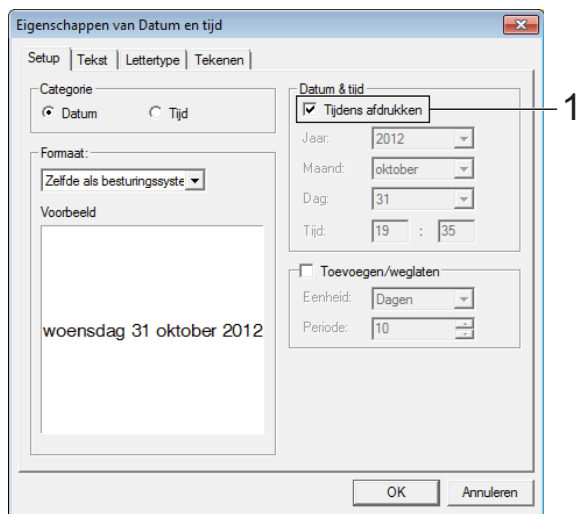 Eigenschappen van Datum en tijd
Setup Tekst Lettertype Tekenen
Categorie
Datum Tijd
Formaat:
Zelfde als besturingssyste
Voorbeeld
woensdag 31 oktober 2012
Datum & tijd
Tijdens afdrukken
1
Jaar: 2012
Maand: oktober
Dag: 31
Tijd: 19 : 35
Toevoegen/weglaten
Eenheid: Dagen
Periode: 10
OK Annuleren